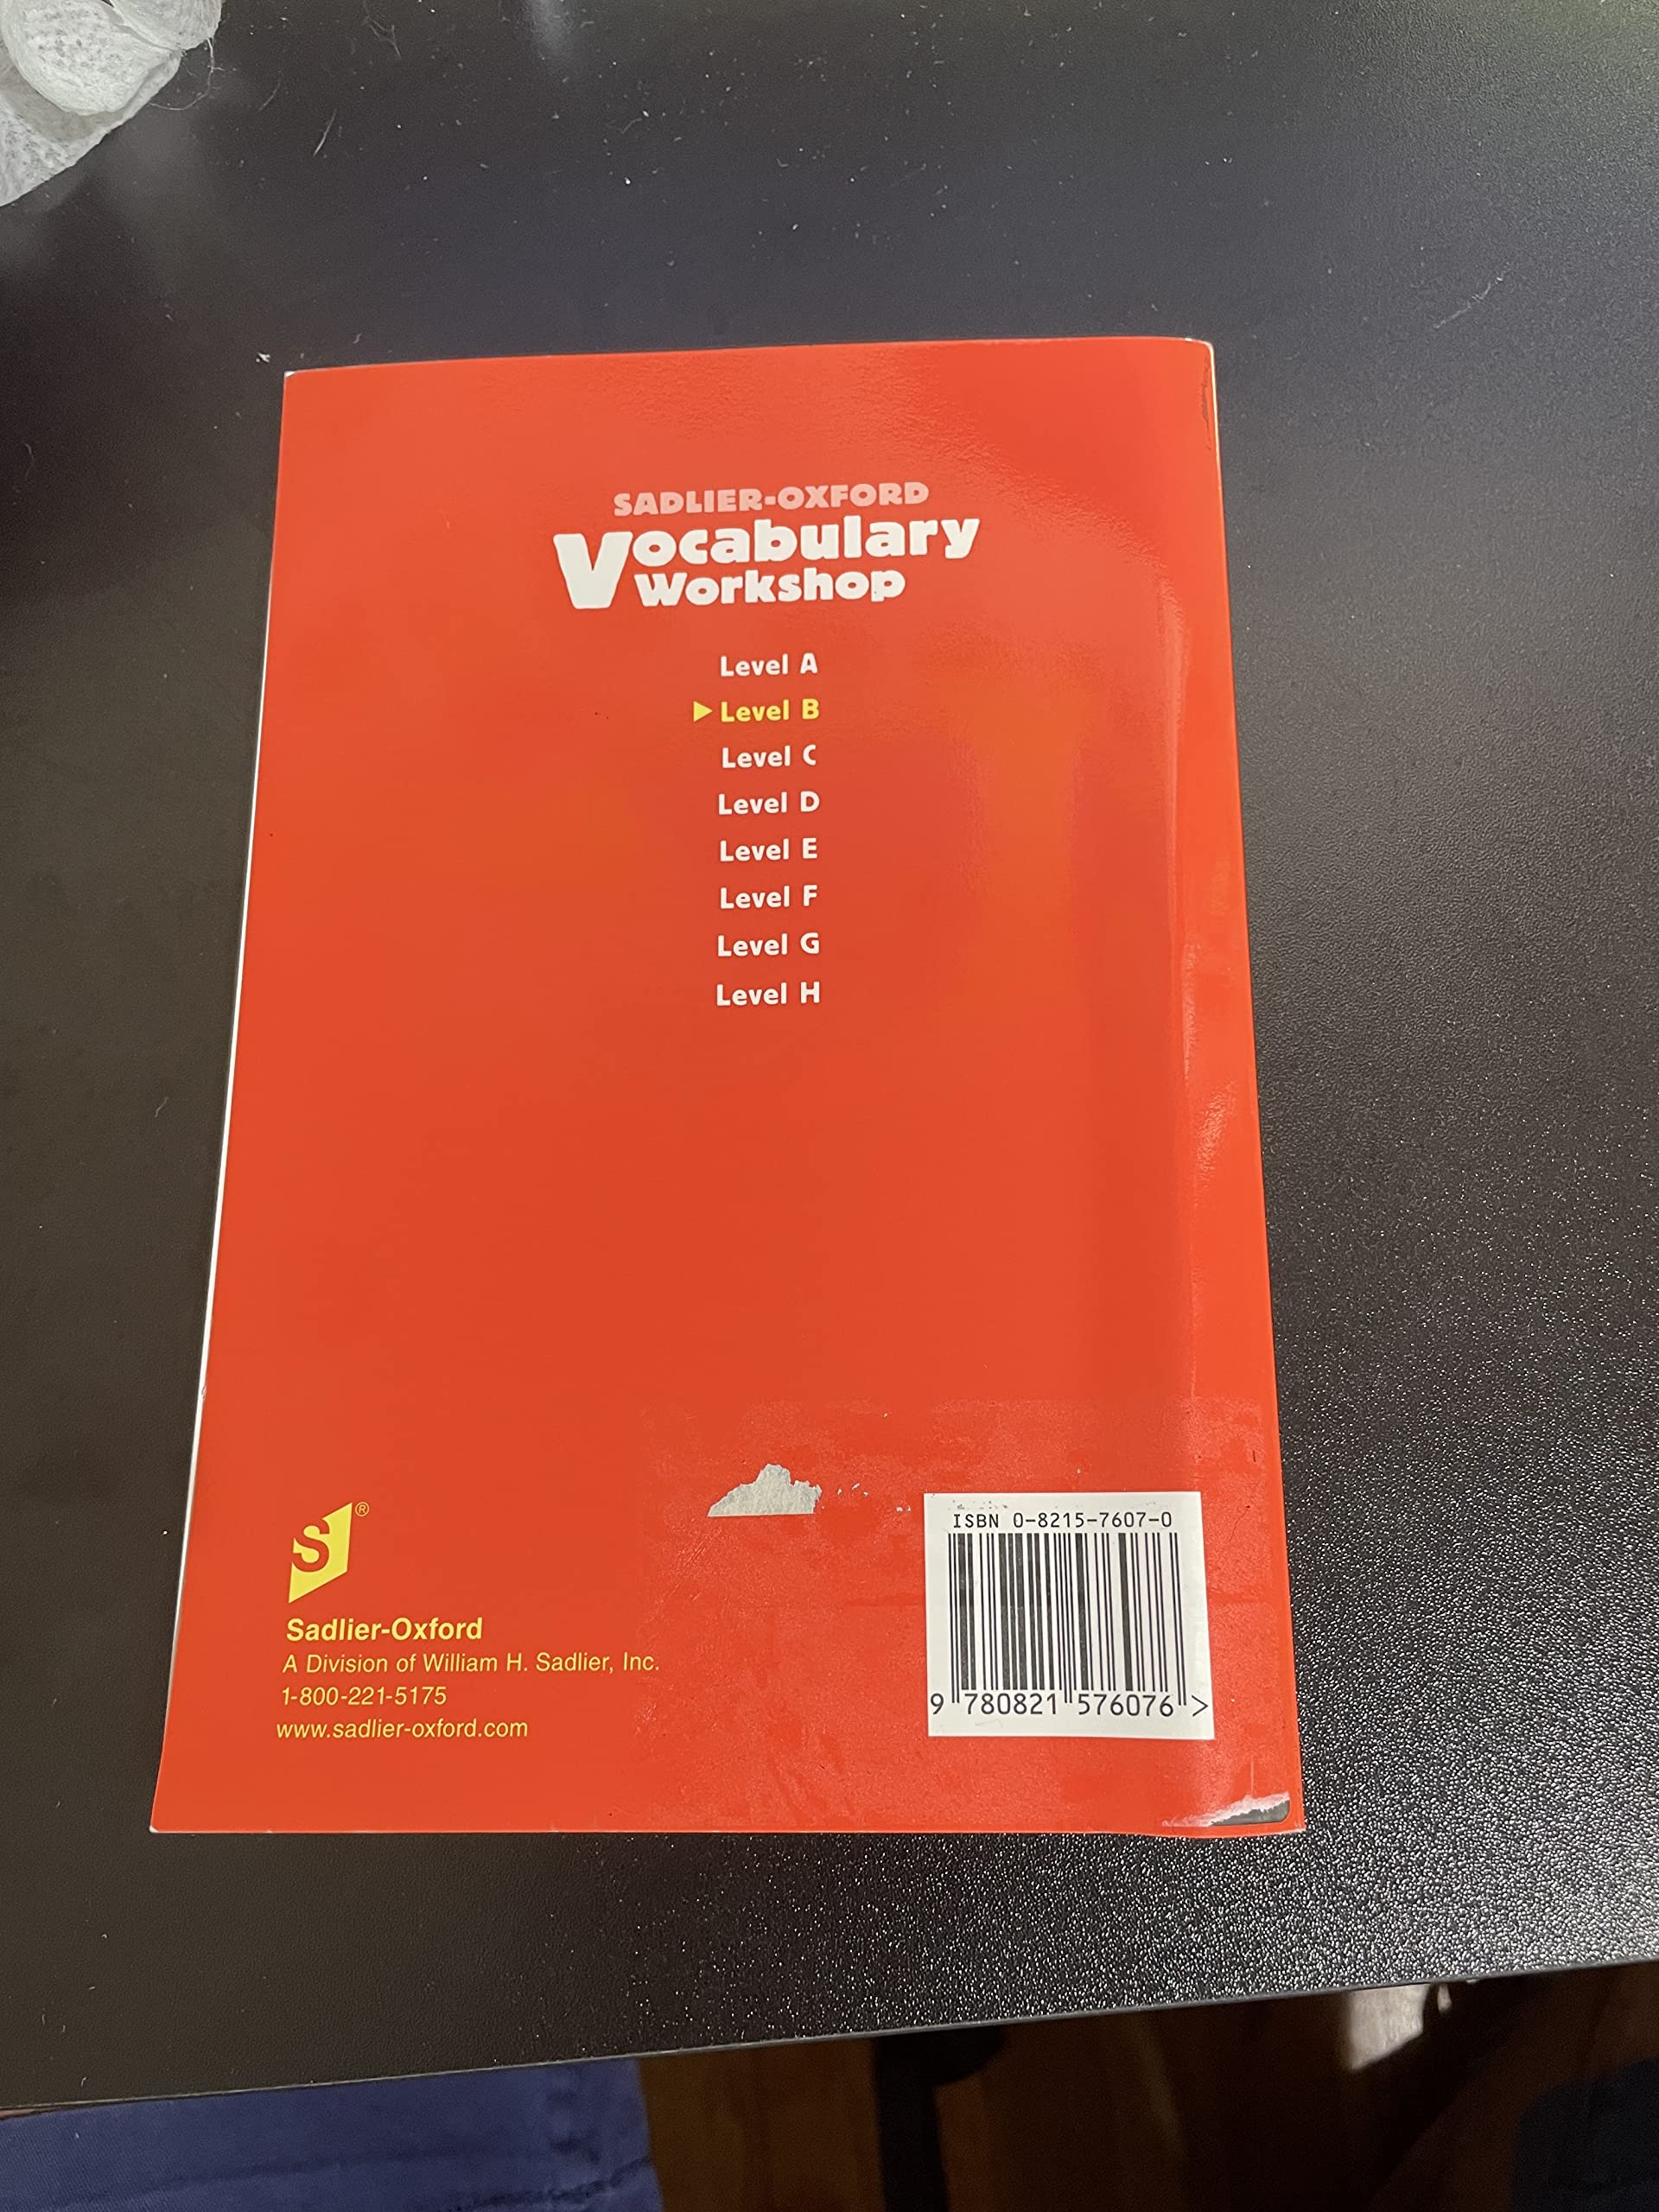 SADLIER-OXFORD
Vocabulary
Workshop
Level A
Level B
Level C
Level D
Level E
Level F
Level G
Level H
S®
Sadlier-Oxford
A Division of William H. Sadlier, Inc.
1-800-221-5175
www.sadlier-oxford.com
ISBN 0-8215-7607-0
9 780821 576076 >